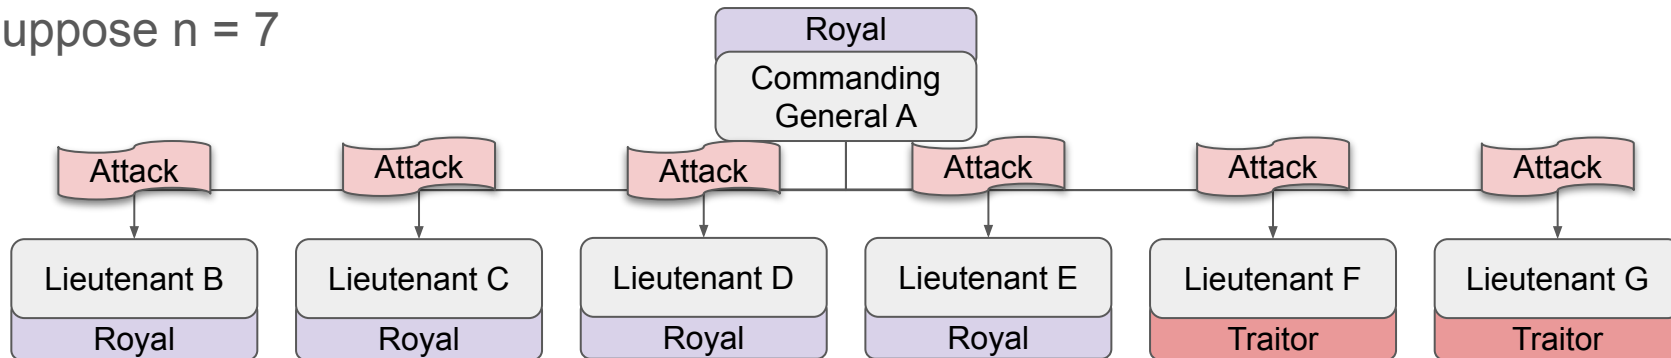 uppose n = 7
Royal
Commanding
General A
Attack
Attack
Attack
Attack
Attack
Attack
Lieutenant B
Lieutenant C
Lieutenant D
Lieutenant E
Lieutenant F
Lieutenant G
Royal
Royal
Royal
Royal
Traitor
Traitor